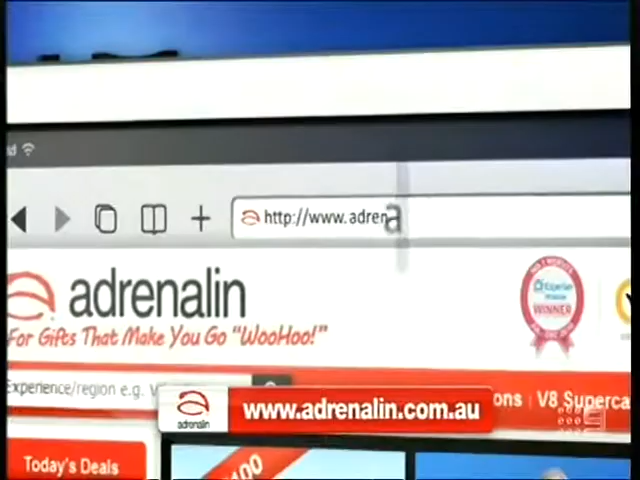 http://www.adrena
adrenalin
For Gifts That Make You Go "WooHoo!"
WINNER
Experience/region e.g.
ons V8 Superca
adrenalin
www.adrenalin.com.au
Today's Deals
100